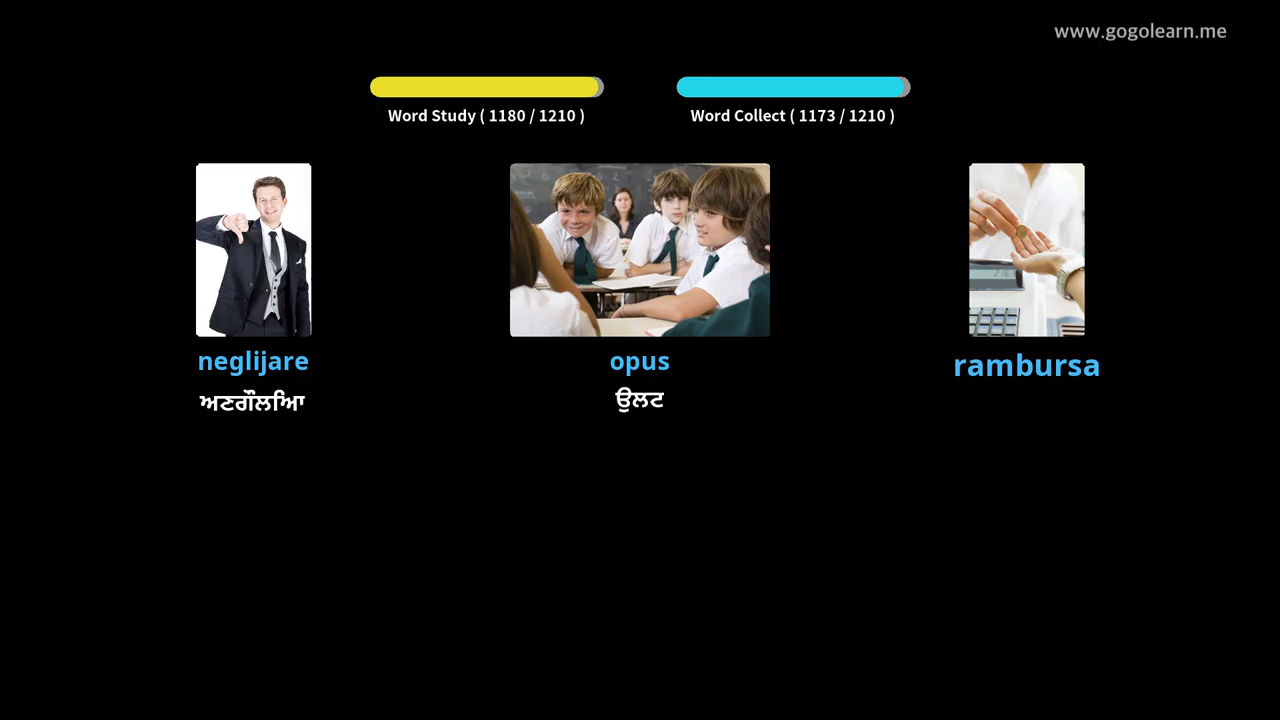 www.gogolearn.me
Word Study ( 1180 / 1210 )
Word Collect ( 1173 / 1210 )
neglijare
opus
rambursa
ਅਣਗੌਲਿਆ
ਉਲਟ